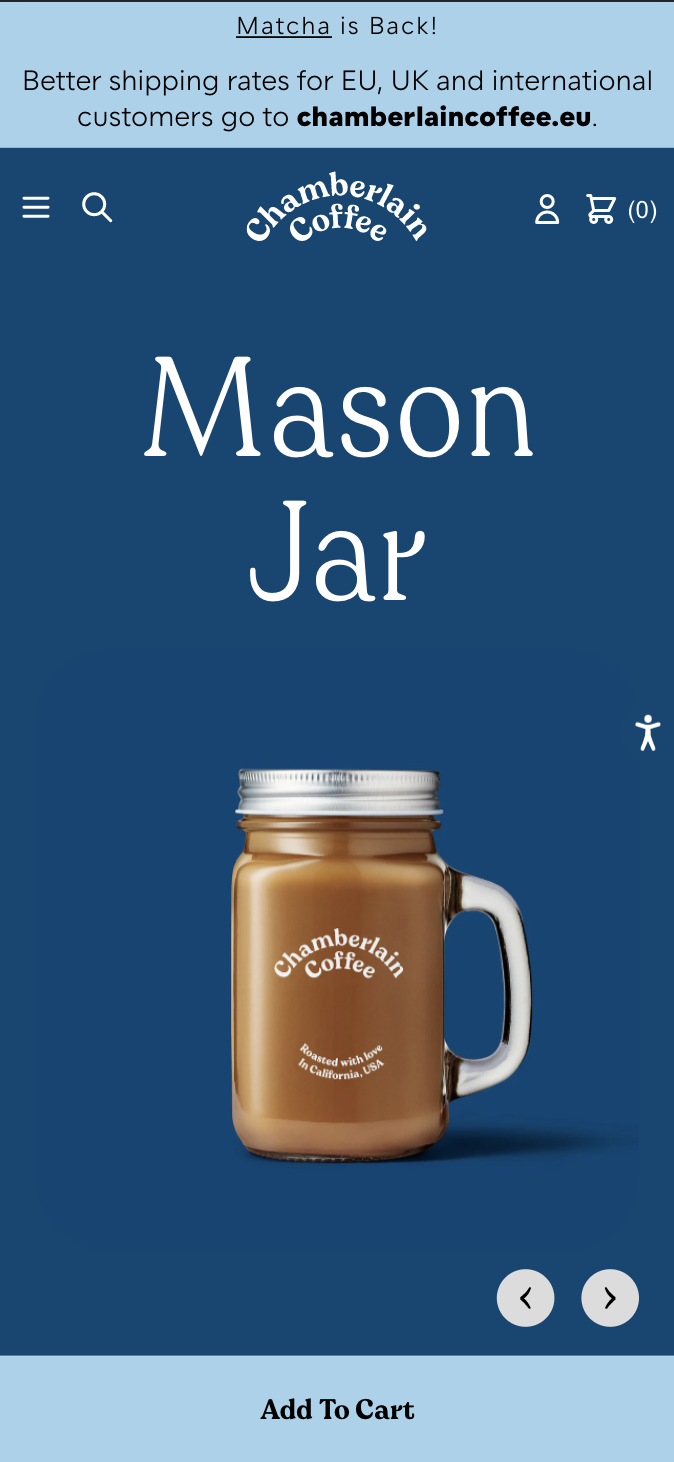 Matcha is Back!
Better shipping rates for EU, UK and international
customers go to chamberlaincoffee.eu.
Chamberlain
Coffee
(0)
Mason
Jar
Chamberlain
Coffee
Roasted with love
In California, USA
Add To Cart